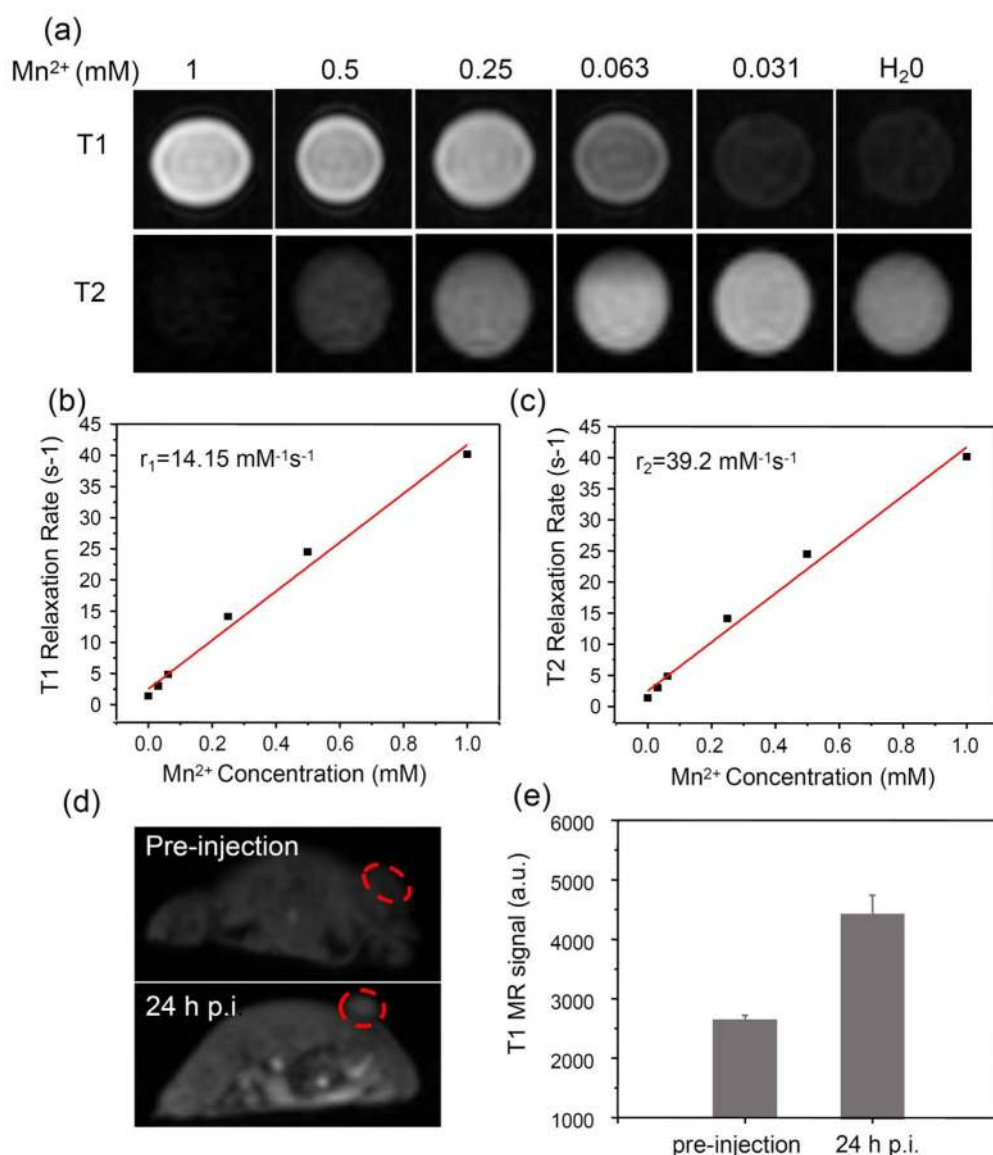 (a)
Mn²⁺ (mM) 1 0.5 0.25 0.063 0.031 H₂0
T1
T2
(b)
45
40
35
30
25
20
15
10
5
0
T1 Relaxation Rate (s-1)
r₁=14.15 mM⁻¹s⁻¹
0.0 0.2 0.4 0.6 0.8 1.0
Mn²⁺ Concentration (mM)
(c)
45
40
35
30
25
20
15
10
5
0
T2 Relaxation Rate (s-1)
r₂=39.2 mM⁻¹s⁻¹
0.0 0.2 0.4 0.6 0.8 1.0
Mn²⁺ Concentration (mM)
(d)
Pre-injection
24 h p.i.
(e)
6000
5000
4000
3000
2000
1000
T1 MR signal (a.u.)
pre-injection 24 h p.i.